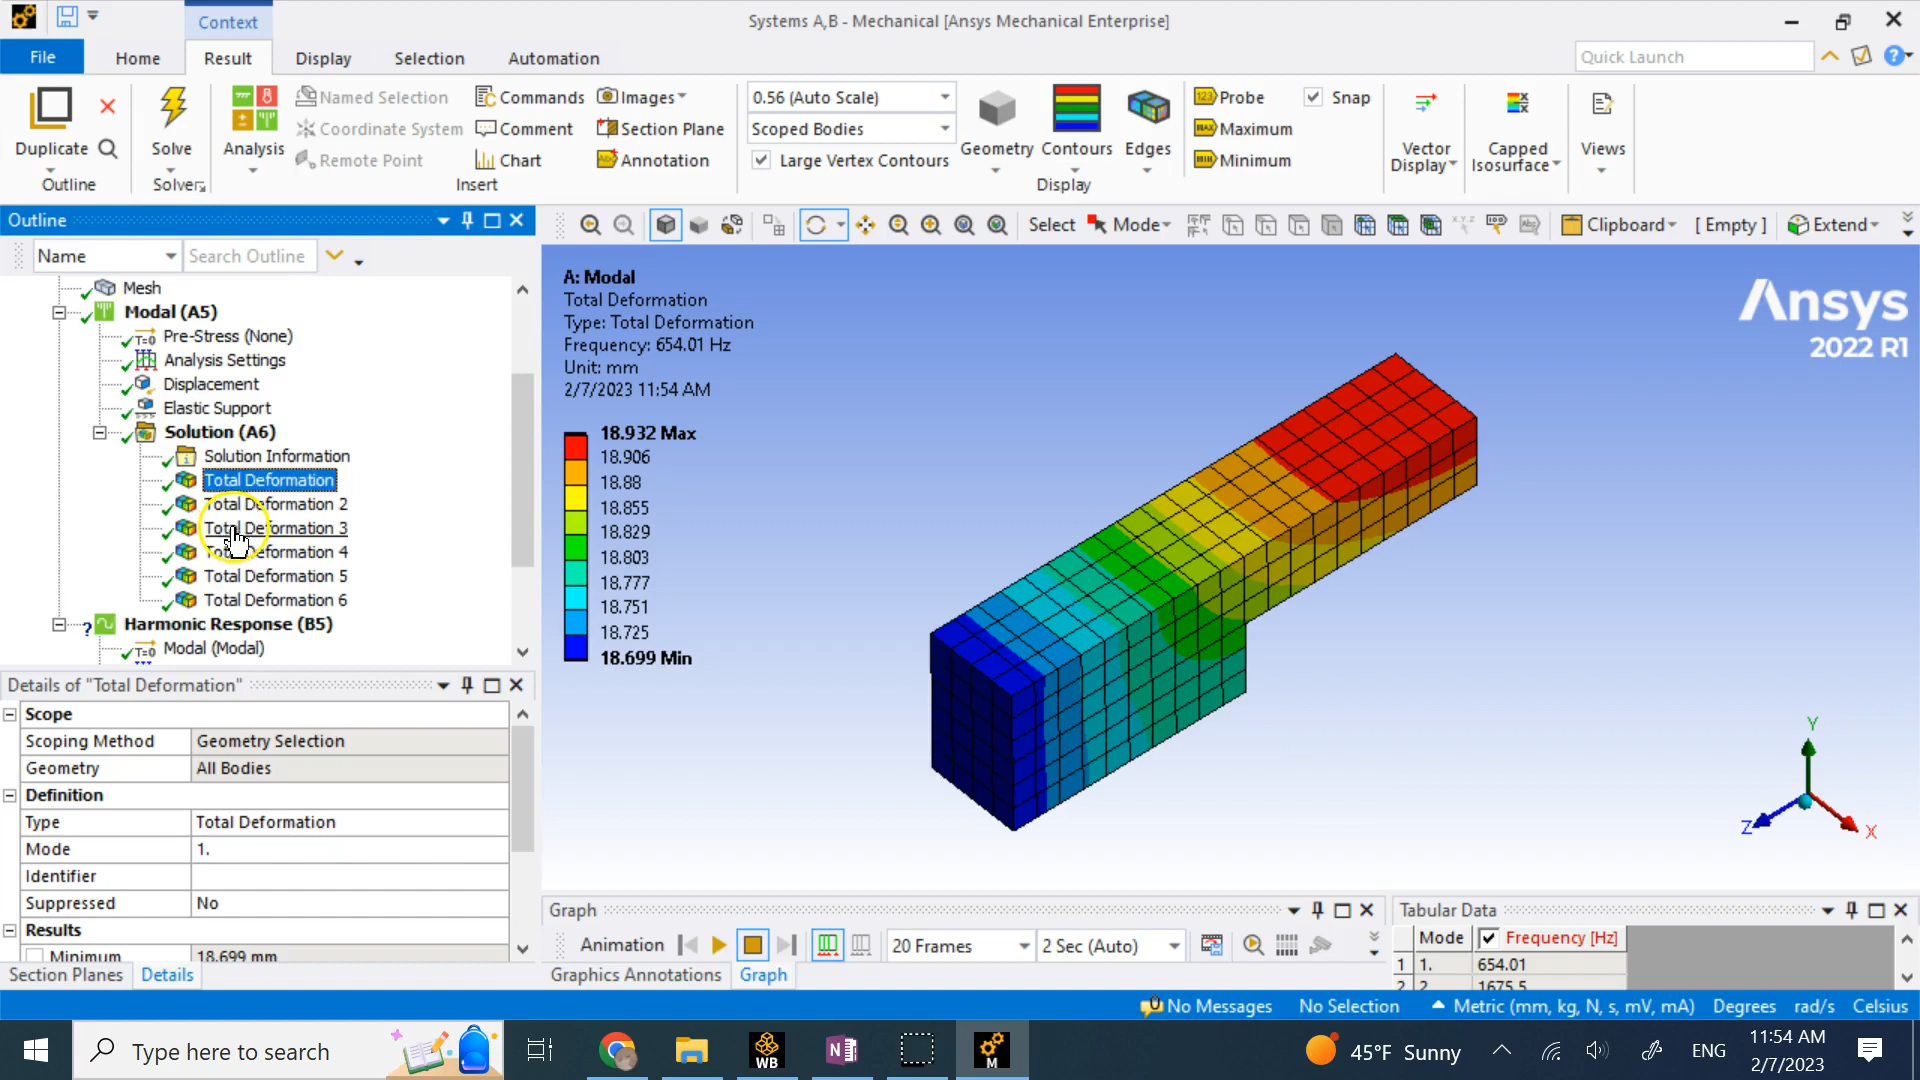 Context
Systems A,B - Mechanical [Ansys Mechanical Enterprise]
File
Home
Result
Display
Selection
Automation
Quick Launch
Duplicate
Outline
Solve
Solver
Analysis
Named Selection
Coordinate System
Remote Point
Commands
Comment
Chart
Images
Section Plane
Annotation
Insert
0.56 (Auto Scale)
Scoped Bodies
Large Vertex Contours
Geometry
Contours
Edges
Display
Probe
Maximum
Minimum
Snap
Vector
Display
Capped
Isosurface
Views
Outline
Name
Search Outline
Select
Mode
Clipboard
[ Empty ]
Extend
Mesh
Modal (A5)
Pre-Stress (None)
Analysis Settings
Displacement
Elastic Support
Solution (A6)
Solution Information
Total Deformation
Total Deformation 2
Total Deformation 3
Total Deformation 4
Total Deformation 5
Total Deformation 6
Harmonic Response (B5)
Modal (Modal)
A: Modal
Total Deformation
Type: Total Deformation
Frequency: 654.01 Hz
Unit: mm
2/7/2023 11:54 AM
18.932 Max
18.906
18.88
18.855
18.829
18.803
18.777
18.751
18.725
18.699 Min
Ansys
2022 R1
Y
Z
X
Details of "Total Deformation"
Scope
Scoping Method Geometry Selection
Geometry All Bodies
Definition
Type Total Deformation
Mode 1.
Identifier
Suppressed No
Results
Minimum 18.699 mm
Section Planes
Details
Graph
Animation
20 Frames
2 Sec (Auto)
Graphics Annotations
Graph
Tabular Data
Mode Frequency [Hz]
1 1. 654.01
2 2. 1675.5
No Messages
No Selection
Metric (mm, kg, N, s, mV, mA)
Degrees
rad/s
Celsius
Type here to search
WB
N
M
45°F Sunny
ENG
11:54 AM
2/7/2023